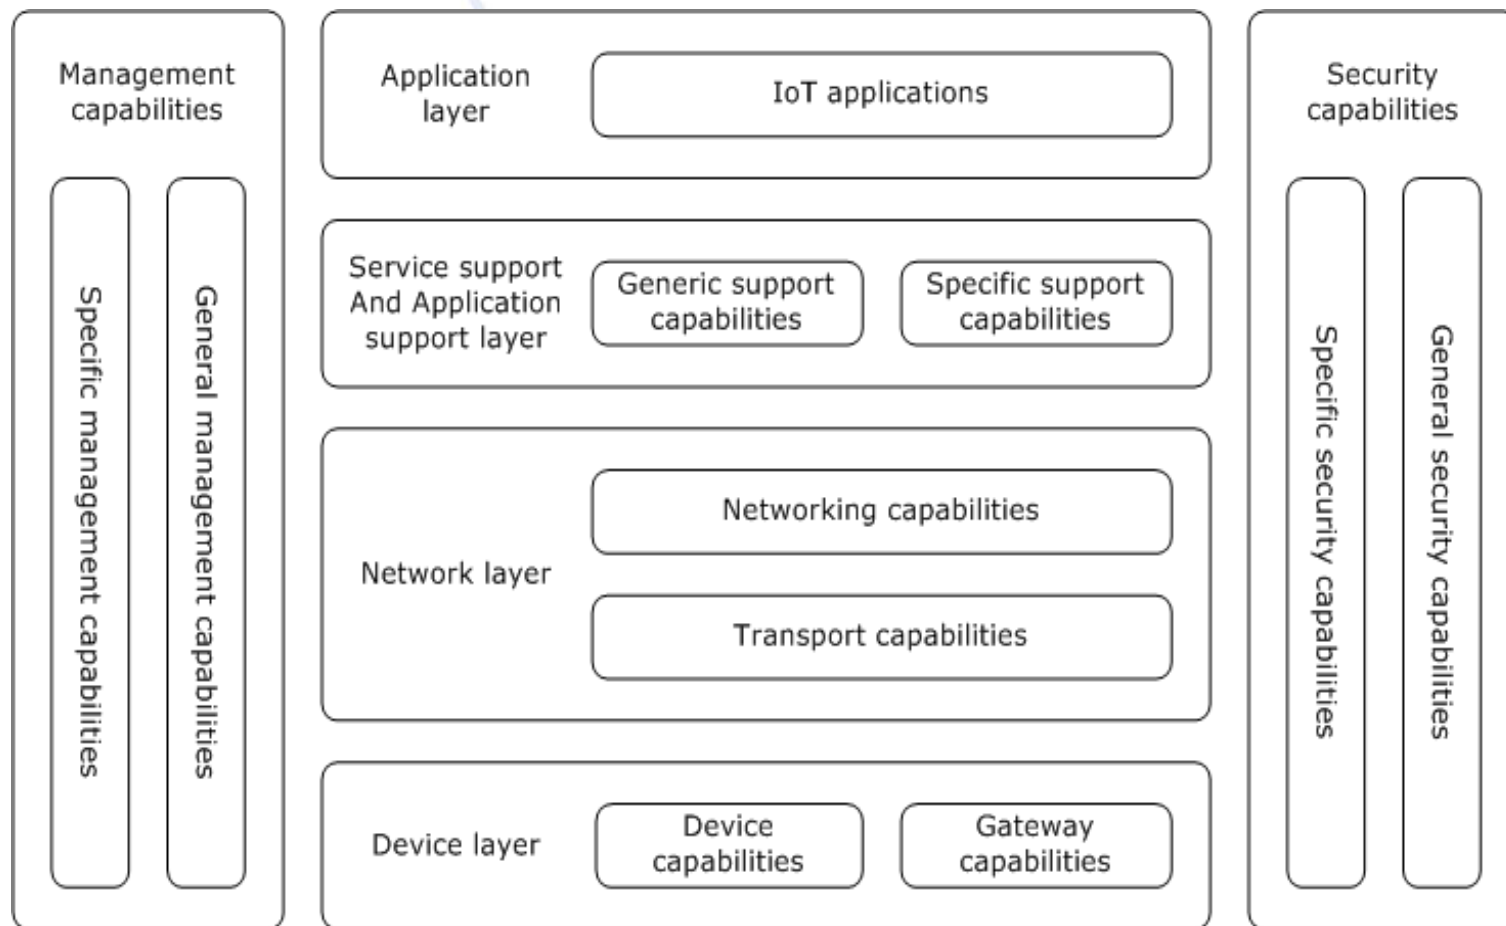 Management
capabilities
Specific management capabilities
General management capabilities
Application
layer
IoT applications
Service support
And Application
support layer
Generic support
capabilities
Specific support
capabilities
Network layer
Networking capabilities
Transport capabilities
Device layer
Device
capabilities
Gateway
capabilities
Security
capabilities
Specific security capabilities
General security capabilities